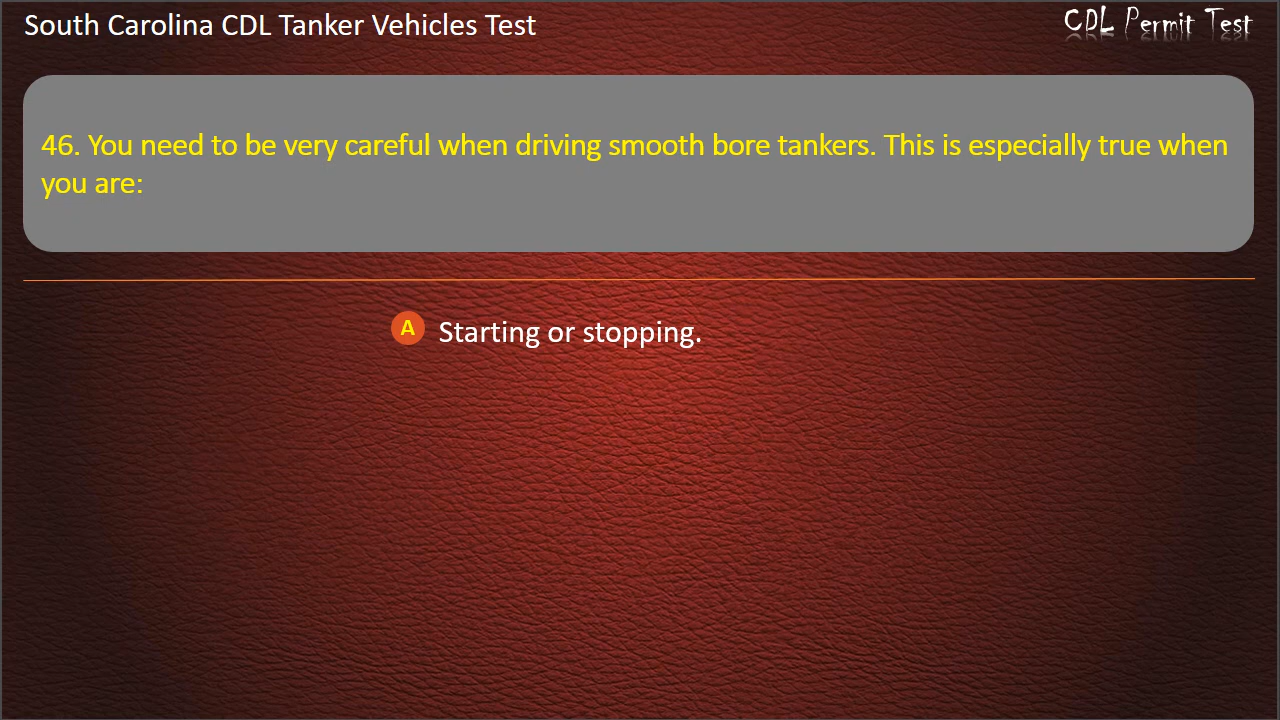 South Carolina CDL Tanker Vehicles Test
CDL Permit Test
46. You need to be very careful when driving smooth bore tankers. This is especially true when
you are:
A Starting or stopping.